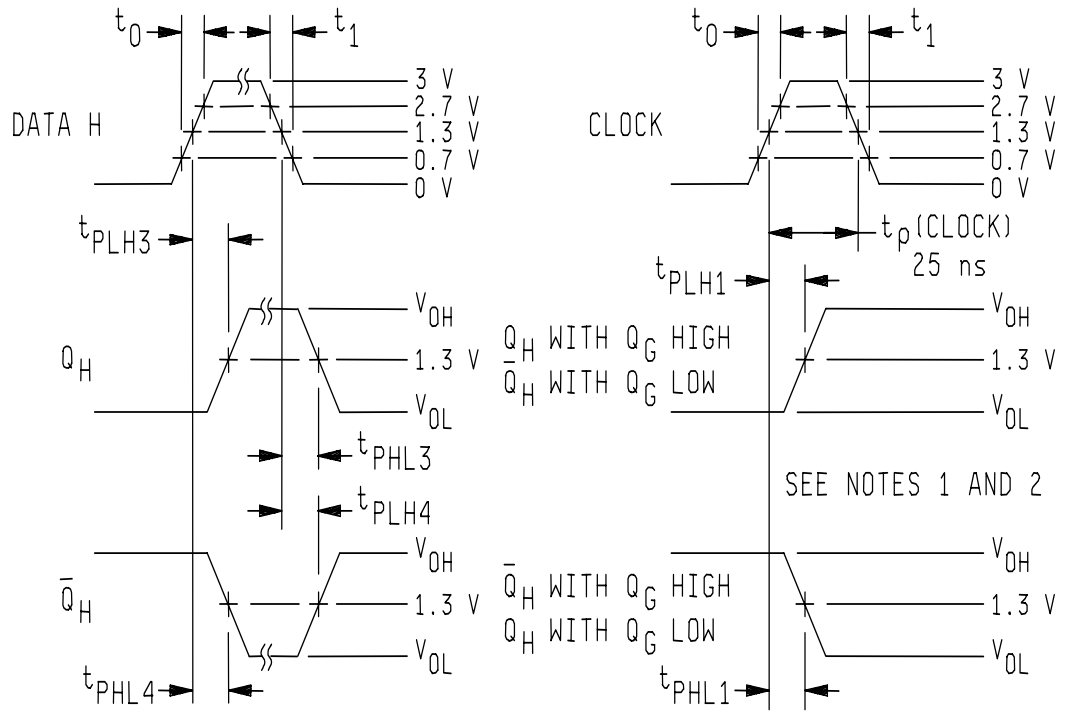 t0 t1
3 V
2.7 V
DATA H
1.3 V
0.7 V
0 V
tPLH3
VOH
QH
1.3 V
VOL
tPHL3
tPLH4
VOH
Q̅H
1.3 V
VOL
tPHL4
t0 t1
3 V
2.7 V
CLOCK
1.3 V
0.7 V
0 V
tp(CLOCK)
25 ns
tPLH1
VOH
QH WITH QG HIGH
1.3 V
Q̅H WITH QG LOW
VOL
SEE NOTES 1 AND 2
VOH
Q̅H WITH QG HIGH
1.3 V
QH WITH QG LOW
VOL
tPHL1